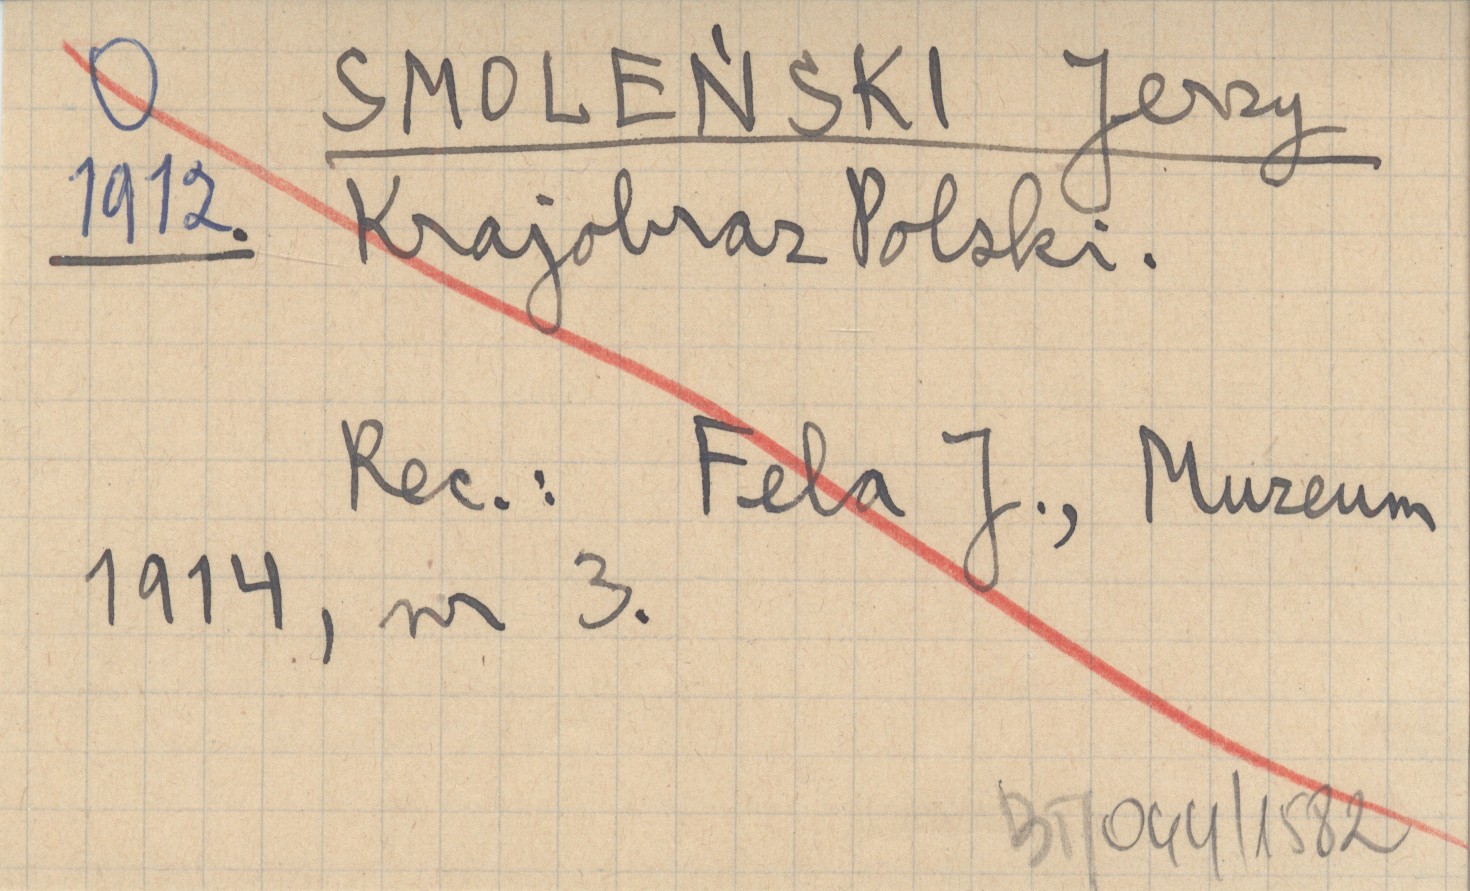 O SMOLEŃSKI Jerzy
1912. Krajobraz Polski.
Rec.: Fela J., Muzeum
1914, nr 3.
BT/044/1582